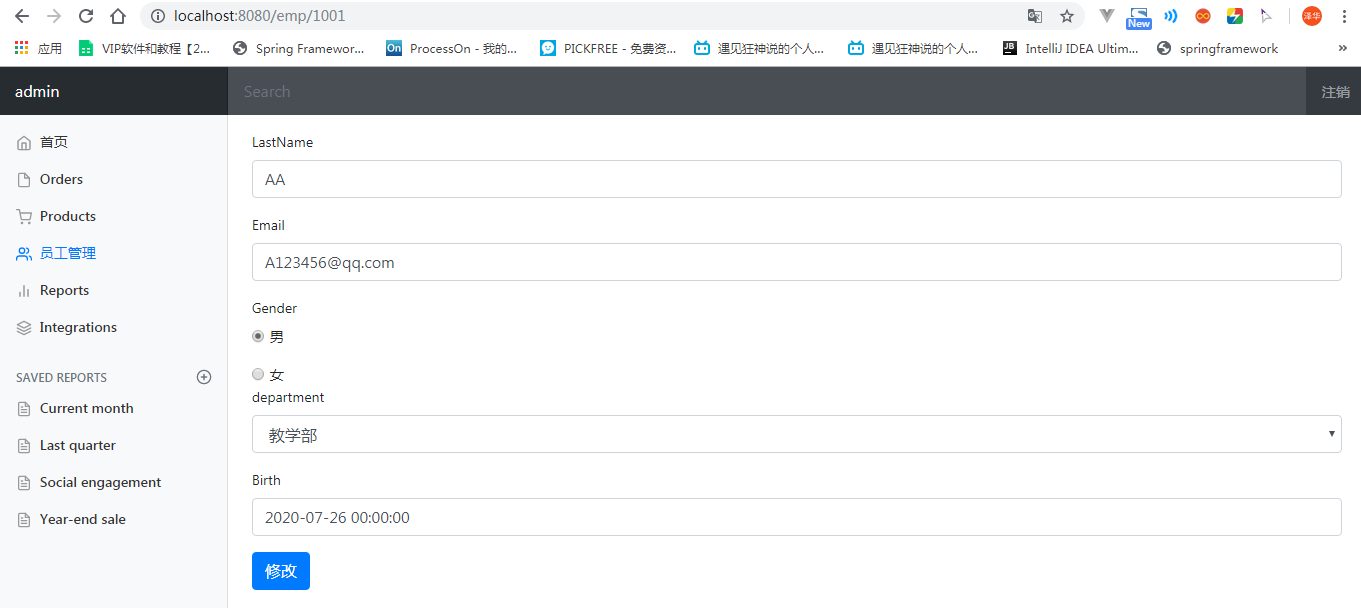 localhost:8080/emp/1001
New
泽华
应用
VIP软件和教程【2...
Spring Framewor...
On
ProcessOn - 我的...
PICKFREE - 免费资...
遇见狂神说的个人...
遇见狂神说的个人...
JB
IntelliJ IDEA Ultim...
springframework
»
admin
Search
注销
首页
Orders
Products
员工管理
Reports
Integrations
SAVED REPORTS
Current month
Last quarter
Social engagement
Year-end sale
LastName
AA
Email
A123456@qq.com
Gender
男
女
department
教学部
Birth
2020-07-26 00:00:00
修改